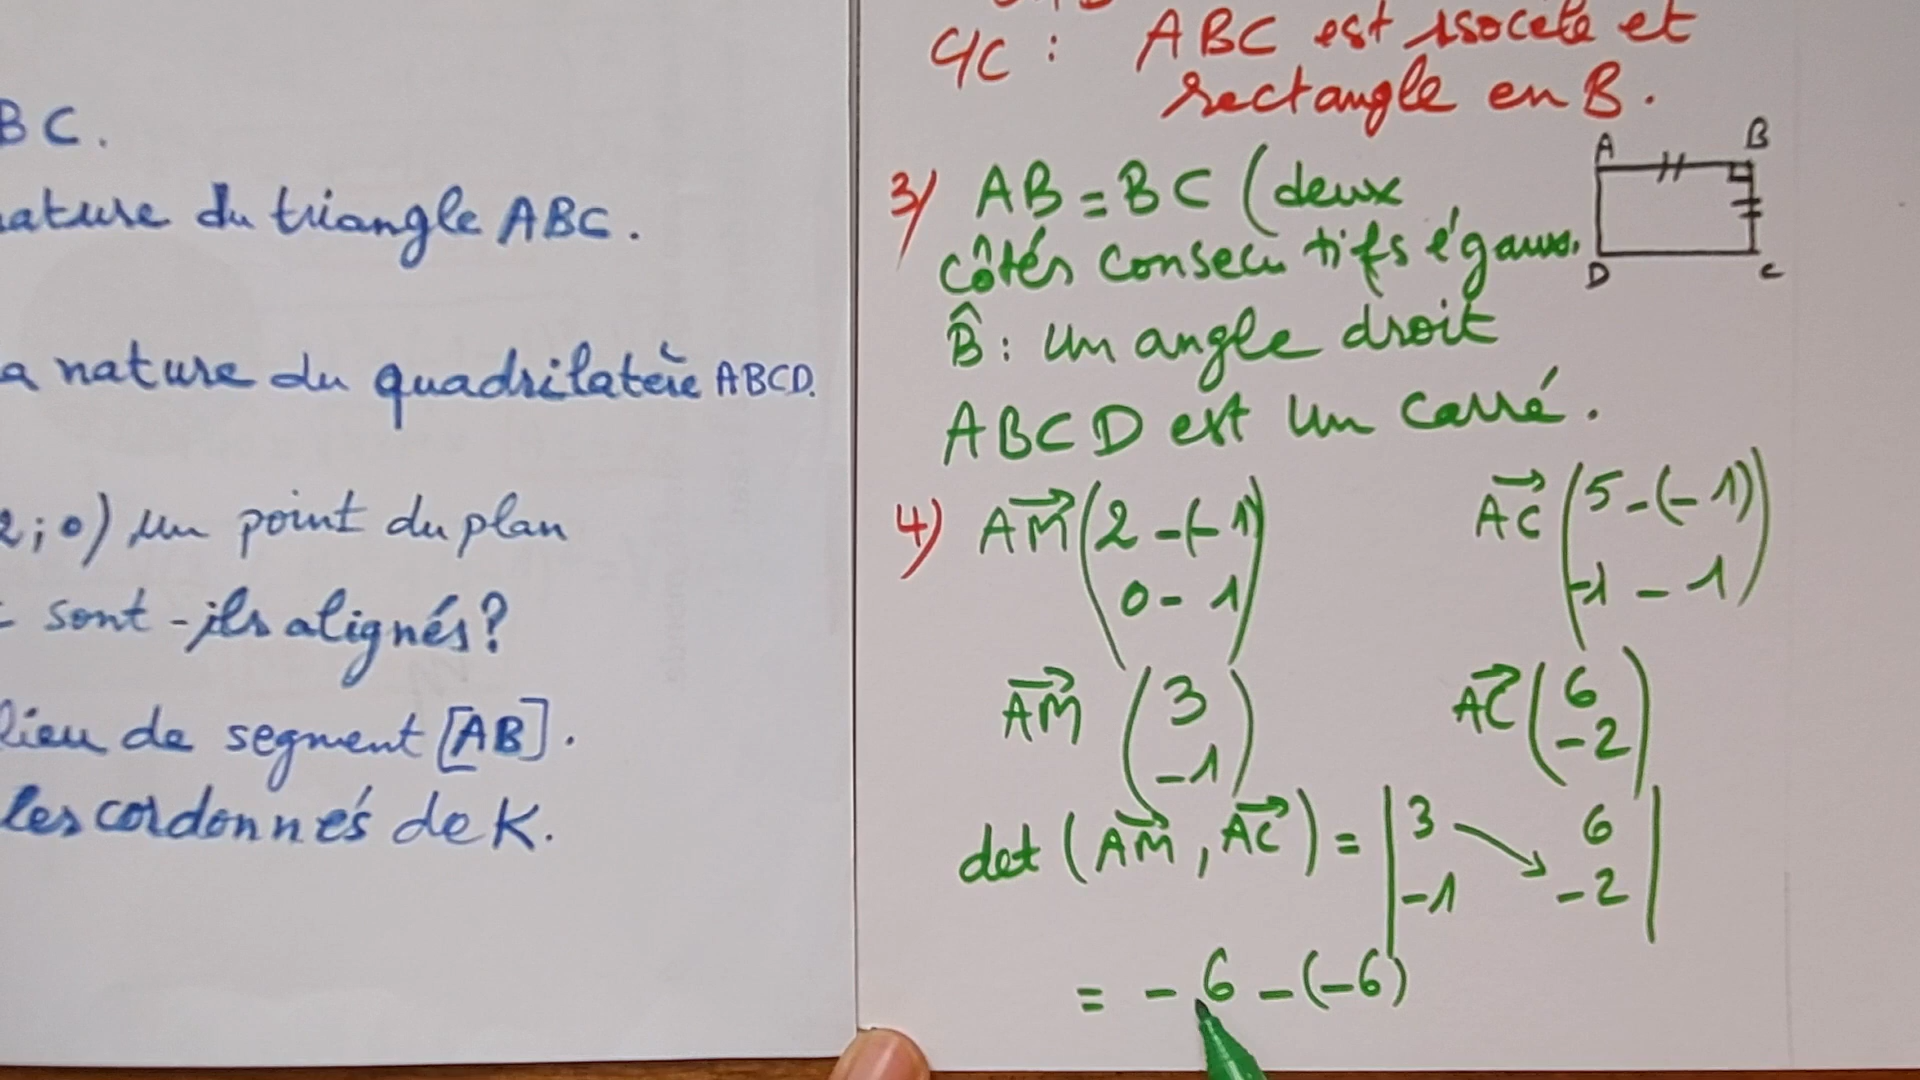 BC.
nature du triangle ABC.
a nature du quadrilatère ABCD.
2;0) un point du plan
sont-ils alignés?
lieu de segment [AB].
les cordonnés de K.
C/C : ABC est isocèle et
rectangle en B.
3) AB = BC (deux
côtés consecutifs égaux.
B̂ : un angle droit
ABCD est un carré.
A B
D C
4) AM⃗ (2 -(-1) 0 - 1) AC⃗ (5 -(-1) -1 - 1)
AM⃗ (3 -1) AC⃗ (6 -2)
det (AM⃗, AC⃗) = |3 6
-1 -2|
= - 6 -(-6)